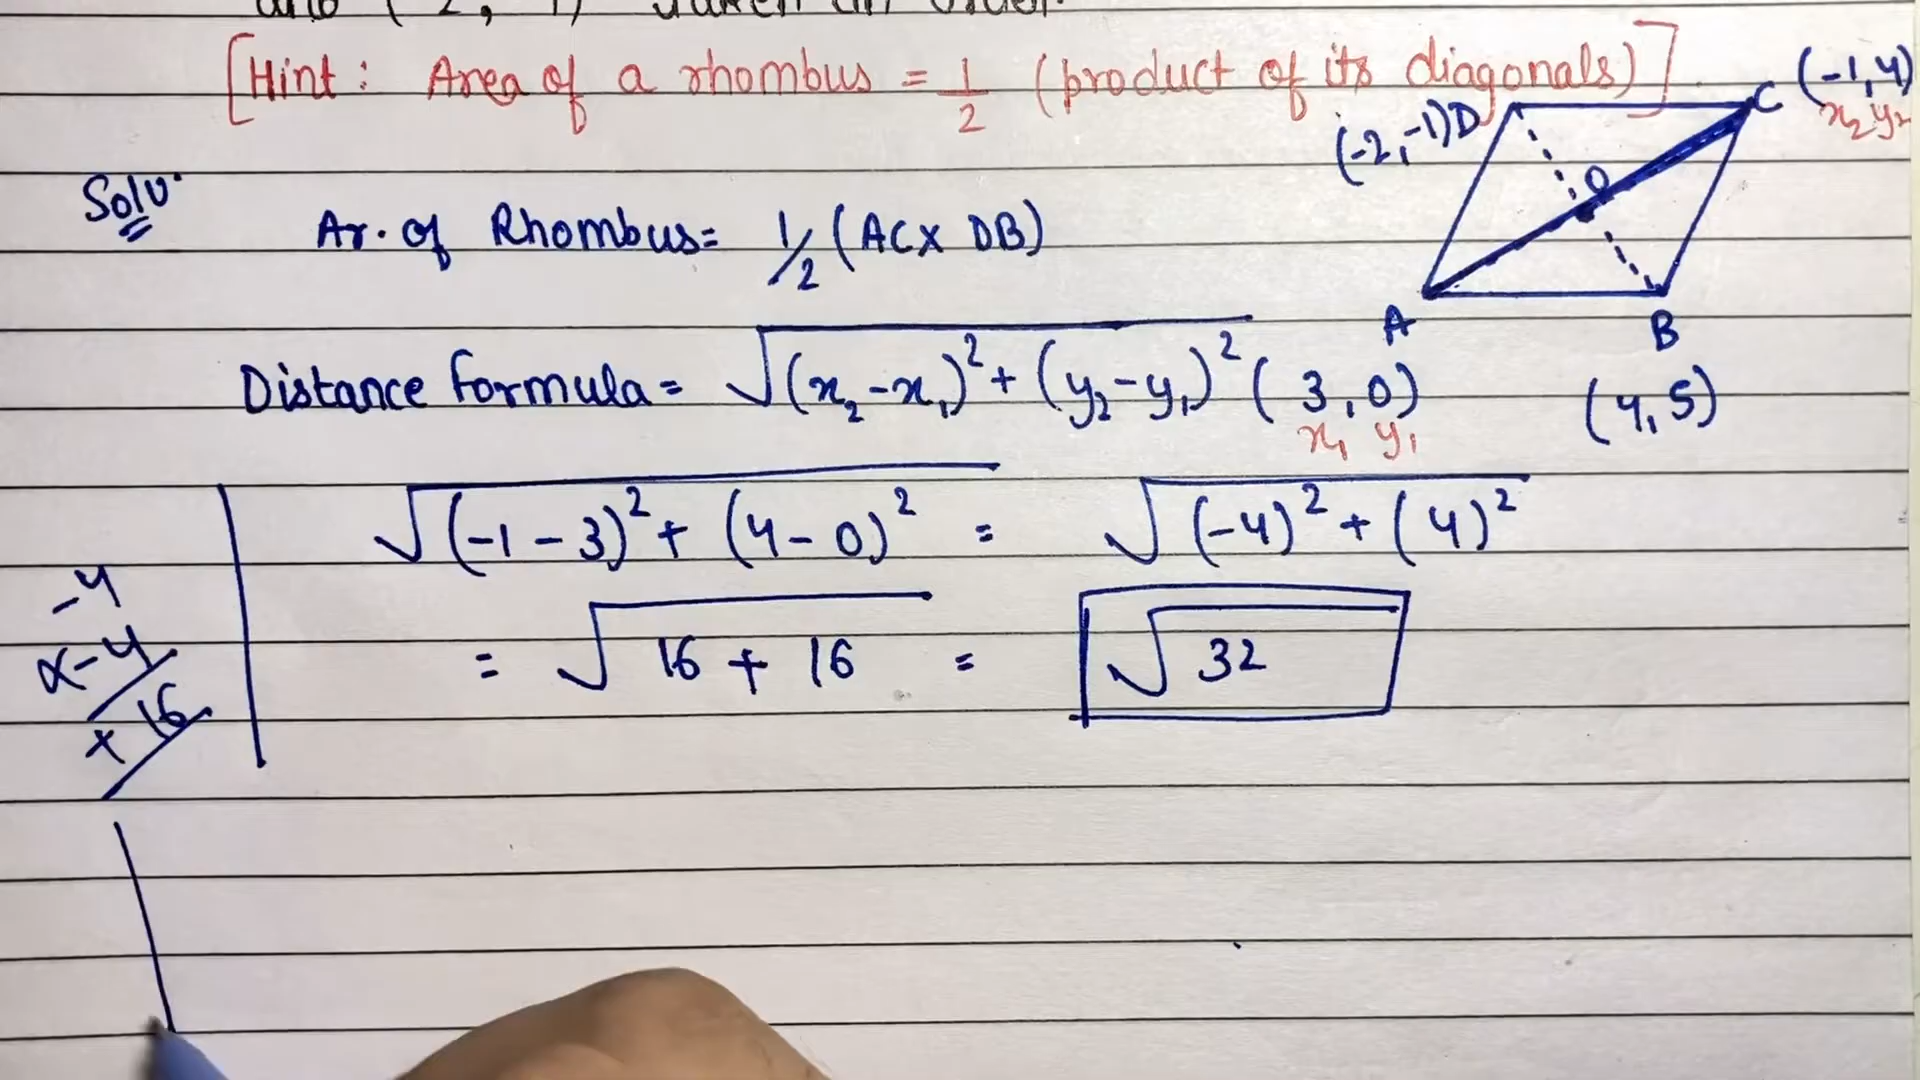 [Hint : Area of a rhombus = 1/2 (product of its diagonals)]
(-1,4)
x₂ y₂
C
(-2,-1)D
O
Solu.
Ar. of Rhombus = 1/2 (AC x DB)
A B
Distance formula = √(x₂-x₁)²+(y₂-y₁)²
(3,0)
x₁ y₁
(4,5)
√(-1-3)²+(4-0)² = √(-4)²+(4)²
= √16+16 = √32
-4
x-4
+16